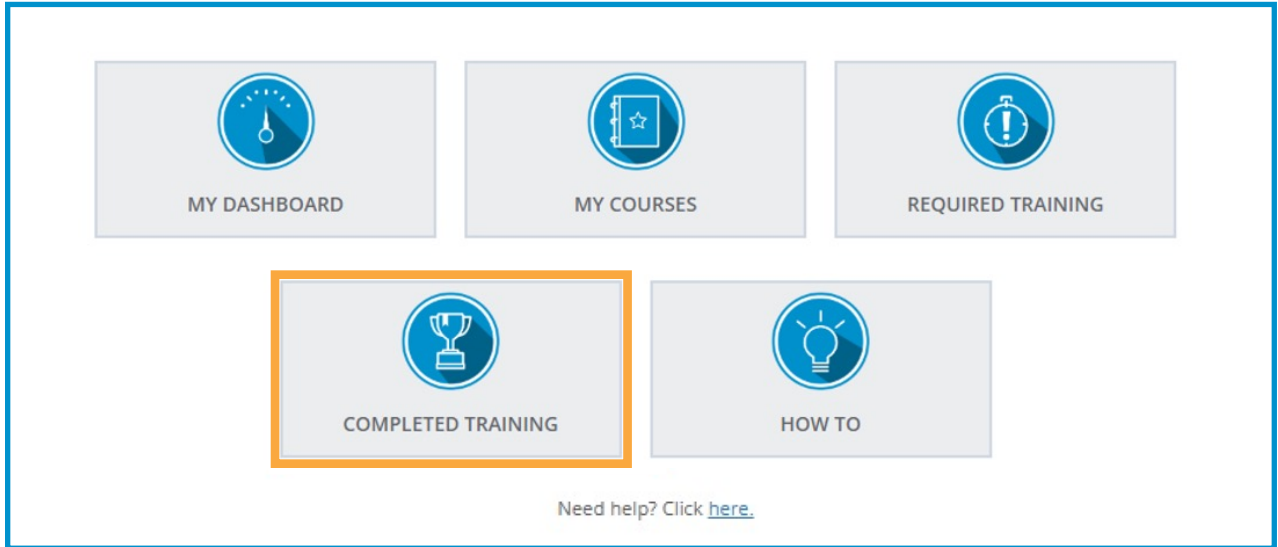 MY DASHBOARD
MY COURSES
REQUIRED TRAINING
COMPLETED TRAINING
HOW TO
Need help? Click here.